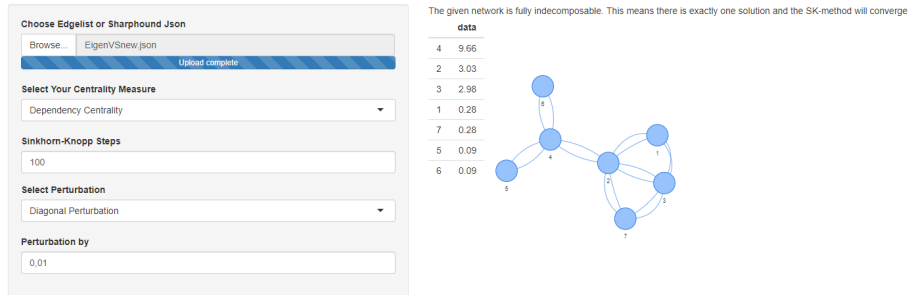 Choose Edgelist or Sharphound Json
Browse... EigenVSnew.json
Upload complete
Select Your Centrality Measure
Dependency Centrality
Sinkhorn-Knopp Steps
100
Select Perturbation
Diagonal Perturbation
Perturbation by
0,01
The given network is fully indecomposable. This means there is exactly one solution and the SK-method will converge
data
4 9.66
2 3.03
3 2.98
1 0.28
7 0.28
5 0.09
6 0.09
6
4
1
5
2
3
7